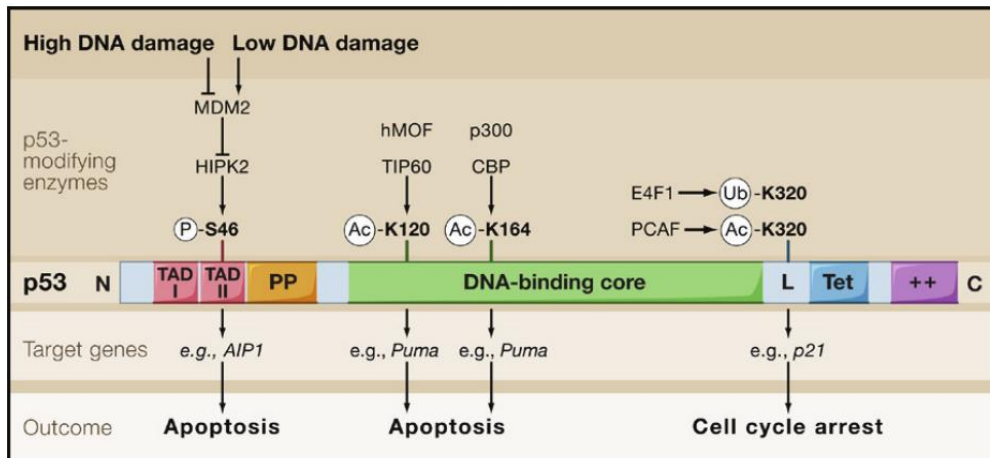 High DNA damage Low DNA damage
MDM2
p53-
modifying
enzymes
hMOF p300
HIPK2 TIP60 CBP
E4F1 Ub -K320
P -S46 Ac -K120 Ac -K164 PCAF Ac -K320
p53 N TAD I TAD II PP DNA-binding core L Tet ++ C
Target genes e.g., AIP1 e.g., Puma e.g., Puma e.g., p21
Outcome Apoptosis Apoptosis Cell cycle arrest